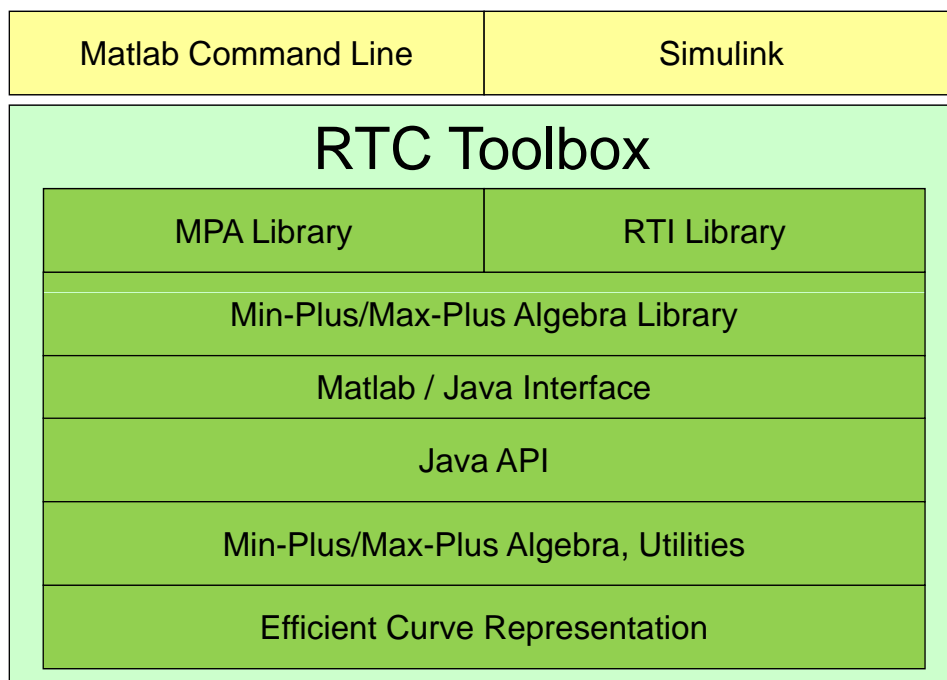 Matlab Command Line
Simulink
RTC Toolbox
MPA Library
RTI Library
Min-Plus/Max-Plus Algebra Library
Matlab / Java Interface
Java API
Min-Plus/Max-Plus Algebra, Utilities
Efficient Curve Representation